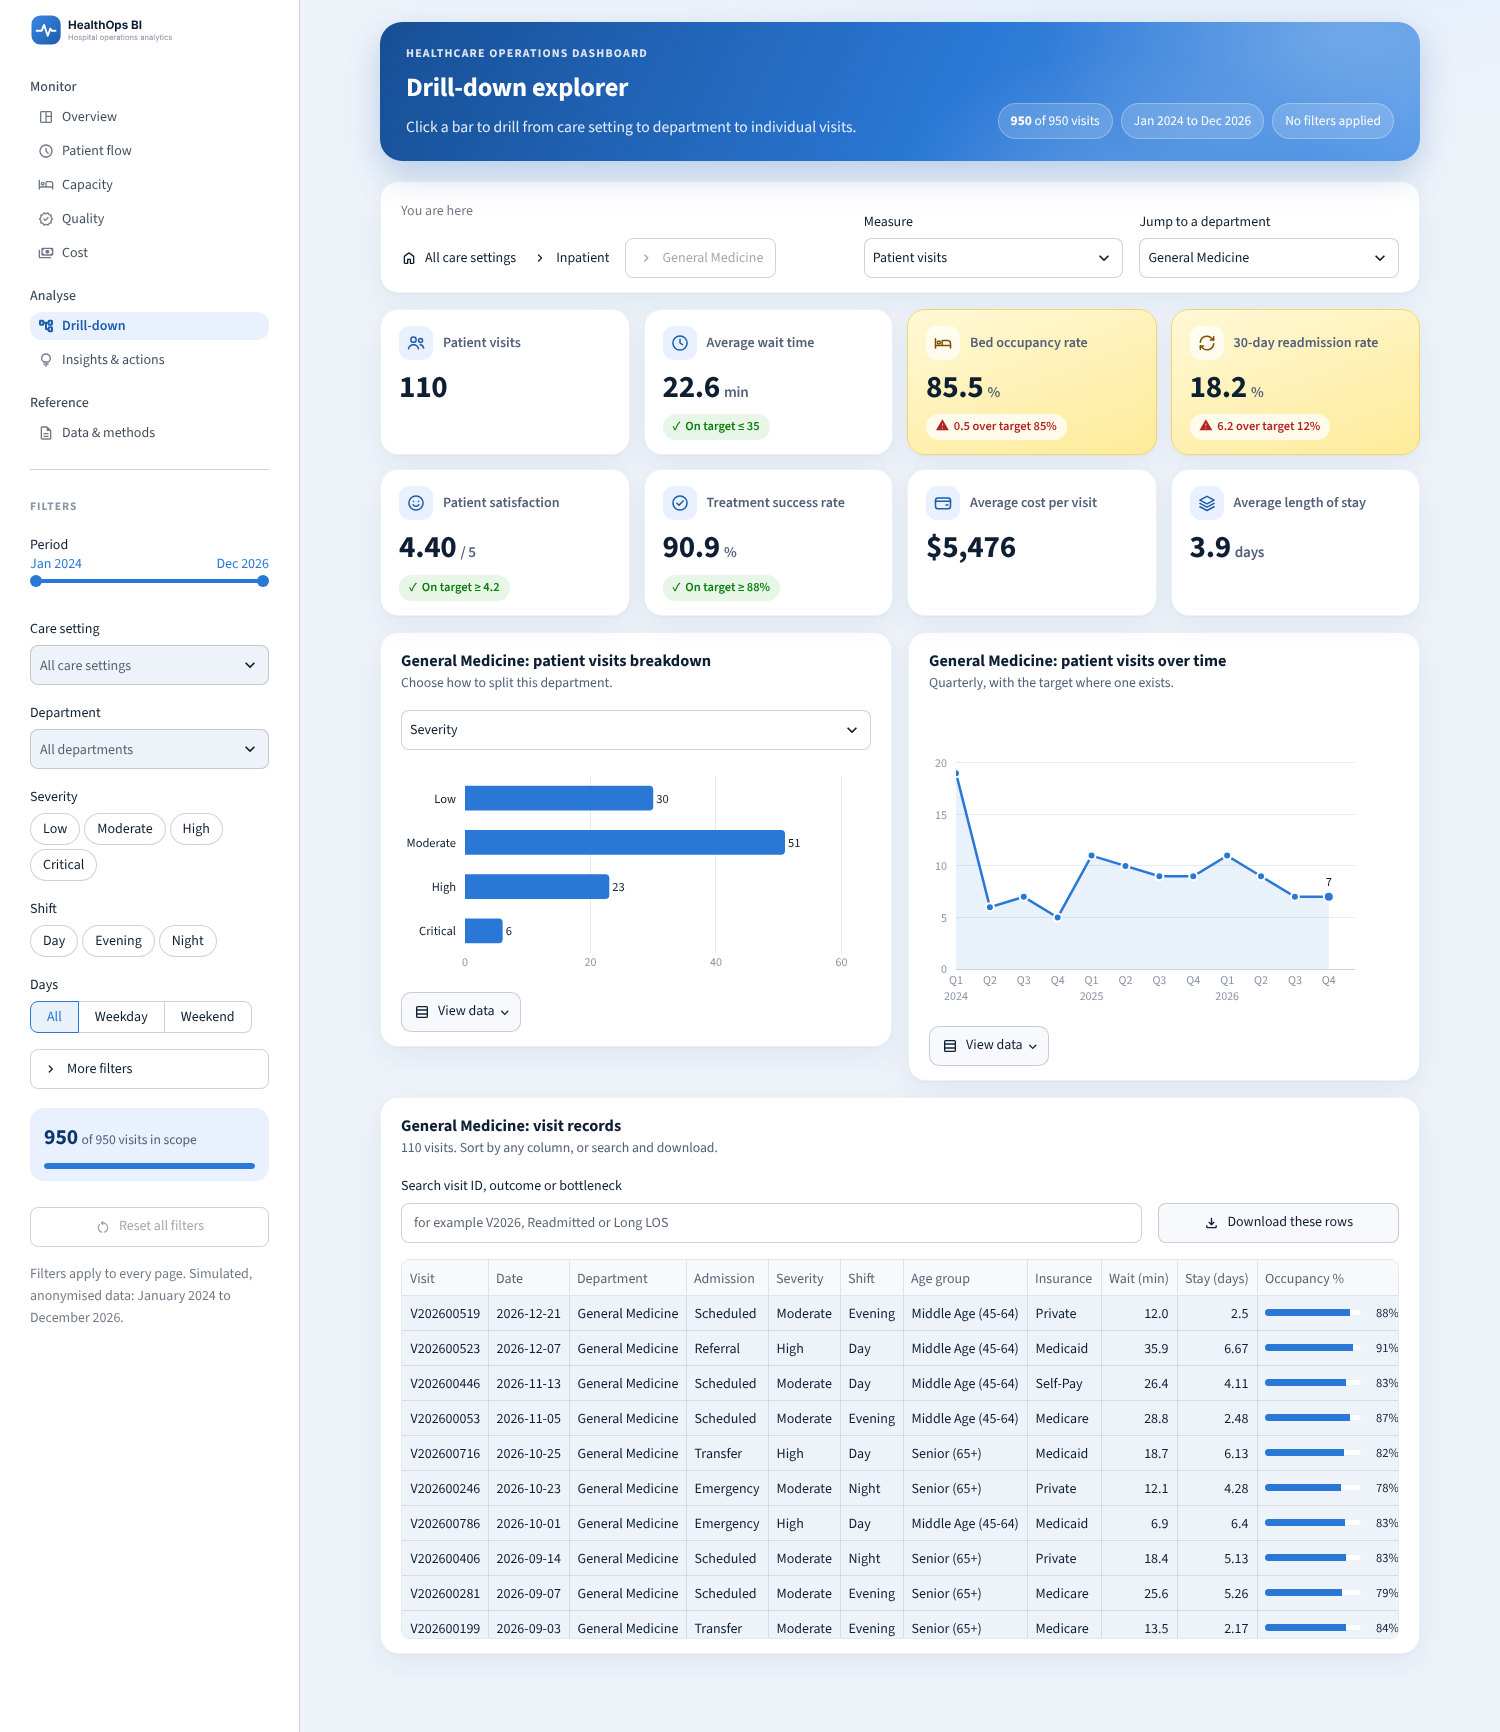 HealthOps BI
Hospital operations analytics
Monitor
Overview
Patient flow
Capacity
Quality
Cost
Analyse
Drill-down
Insights & actions
Reference
Data & methods
FILTERS
Period
Jan 2024 Dec 2026
Care setting
All care settings
Department
All departments
Severity
Low Moderate High
Critical
Shift
Day Evening Night
Days
All Weekday Weekend
More filters
950 of 950 visits in scope
Reset all filters
Filters apply to every page. Simulated,
anonymised data: January 2024 to
December 2026.
HEALTHCARE OPERATIONS DASHBOARD
Drill-down explorer
Click a bar to drill from care setting to department to individual visits.
950 of 950 visits Jan 2024 to Dec 2026 No filters applied
You are here
All care settings Inpatient General Medicine
Measure
Patient visits
Jump to a department
General Medicine
Patient visits
110
Average wait time
22.6 min
✓ On target ≤ 35
Bed occupancy rate
85.5 %
0.5 over target 85%
30-day readmission rate
18.2 %
6.2 over target 12%
Patient satisfaction
4.40 / 5
✓ On target ≥ 4.2
Treatment success rate
90.9 %
✓ On target ≥ 88%
Average cost per visit
$5,476
Average length of stay
3.9 days
General Medicine: patient visits breakdown
Choose how to split this department.
Severity
Low 30
Moderate 51
High 23
Critical 6
0 20 40 60
View data
General Medicine: patient visits over time
Quarterly, with the target where one exists.
20
15
10
5
0
7
Q1 Q2 Q3 Q4 Q1 Q2 Q3 Q4 Q1 Q2 Q3 Q4
2024 2025 2026
View data
General Medicine: visit records
110 visits. Sort by any column, or search and download.
Search visit ID, outcome or bottleneck
for example V2026, Readmitted or Long LOS
Download these rows
Visit Date Department Admission Severity Shift Age group Insurance Wait (min) Stay (days) Occupancy %
V202600519 2026-12-21 General Medicine Scheduled Moderate Evening Middle Age (45-64) Private 12.0 2.5 88%
V202600523 2026-12-07 General Medicine Referral High Day Middle Age (45-64) Medicaid 35.9 6.67 91%
V202600446 2026-11-13 General Medicine Scheduled Moderate Day Middle Age (45-64) Self-Pay 26.4 4.11 83%
V202600053 2026-11-05 General Medicine Scheduled Moderate Evening Middle Age (45-64) Medicare 28.8 2.48 87%
V202600716 2026-10-25 General Medicine Transfer High Day Senior (65+) Medicaid 18.7 6.13 82%
V202600246 2026-10-23 General Medicine Emergency Moderate Night Senior (65+) Private 12.1 4.28 78%
V202600786 2026-10-01 General Medicine Emergency High Day Middle Age (45-64) Medicaid 6.9 6.4 83%
V202600406 2026-09-14 General Medicine Scheduled Moderate Night Senior (65+) Private 18.4 5.13 83%
V202600281 2026-09-07 General Medicine Scheduled Moderate Evening Senior (65+) Medicare 25.6 5.26 79%
V202600199 2026-09-03 General Medicine Transfer Moderate Evening Senior (65+) Medicare 13.5 2.17 84%